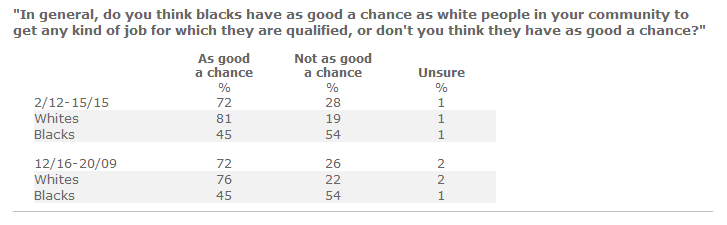 "In general, do you think blacks have as good a chance as white people in your community to
get any kind of job for which they are qualified, or don't you think they have as good a chance?"
As good a chance Not as good a chance Unsure
% % %
2/12-15/15 72 28 1
Whites 81 19 1
Blacks 45 54 1
12/16-20/09 72 26 2
Whites 76 22 2
Blacks 45 54 1